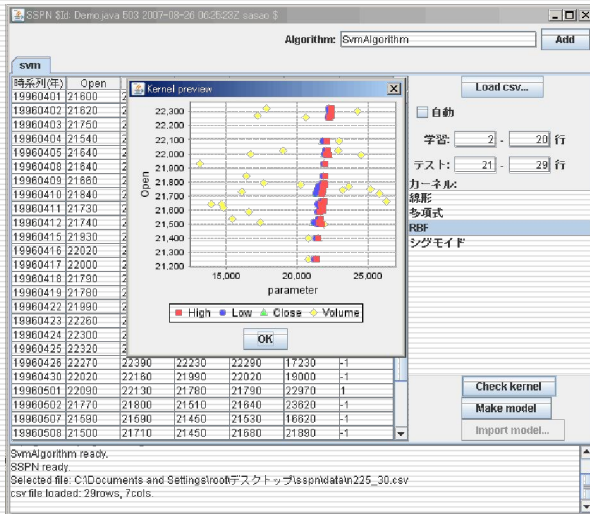 SSPN $Id: Demo.java 503 2007-08-26 06:25:23Z sasao $
Algorithm: SvmAlgorithm Add
svm
時系列(年) Open
19960401 21600
19960402 21620
19960403 21750
19960404 21540
19960405 21640
19960408 21640
19960409 21660
19960410 21840
19960411 21730
19960412 21740
19960415 21930
19960416 22020
19960417 22000
19960418 21790
19960419 21780
19960422 21990
19960423 22260
19960424 22300
19960425 22320
19960426 22270 22390 22230 22290 17230 -1
19960430 22020 22160 21990 22020 19000 -1
19960501 22090 22130 21780 21790 22970 1
19960502 21770 21800 21510 21640 23620 -1
19960507 21590 21590 21450 21530 16620 -1
19960508 21500 21710 21450 21680 21890 -1
Kernel preview
Open
22,300
22,200
22,100
22,000
21,900
21,800
21,700
21,600
21,500
21,400
21,300
21,200
15,000 20,000 25,000
parameter
High Low Close Volume
OK
Load csv...
自動
学習: 2 - 20 行
テスト: 21 - 29 行
カーネル:
線形
多項式
RBF
シグモイド
Check kernel
Make model
Import model...
SvmAlgorithm ready.
SSPN ready.
Selected file: C:\Documents and Settings\root\デスクトップ\sspn\data\n225_30.csv
csv file loaded: 29rows, 7cols.